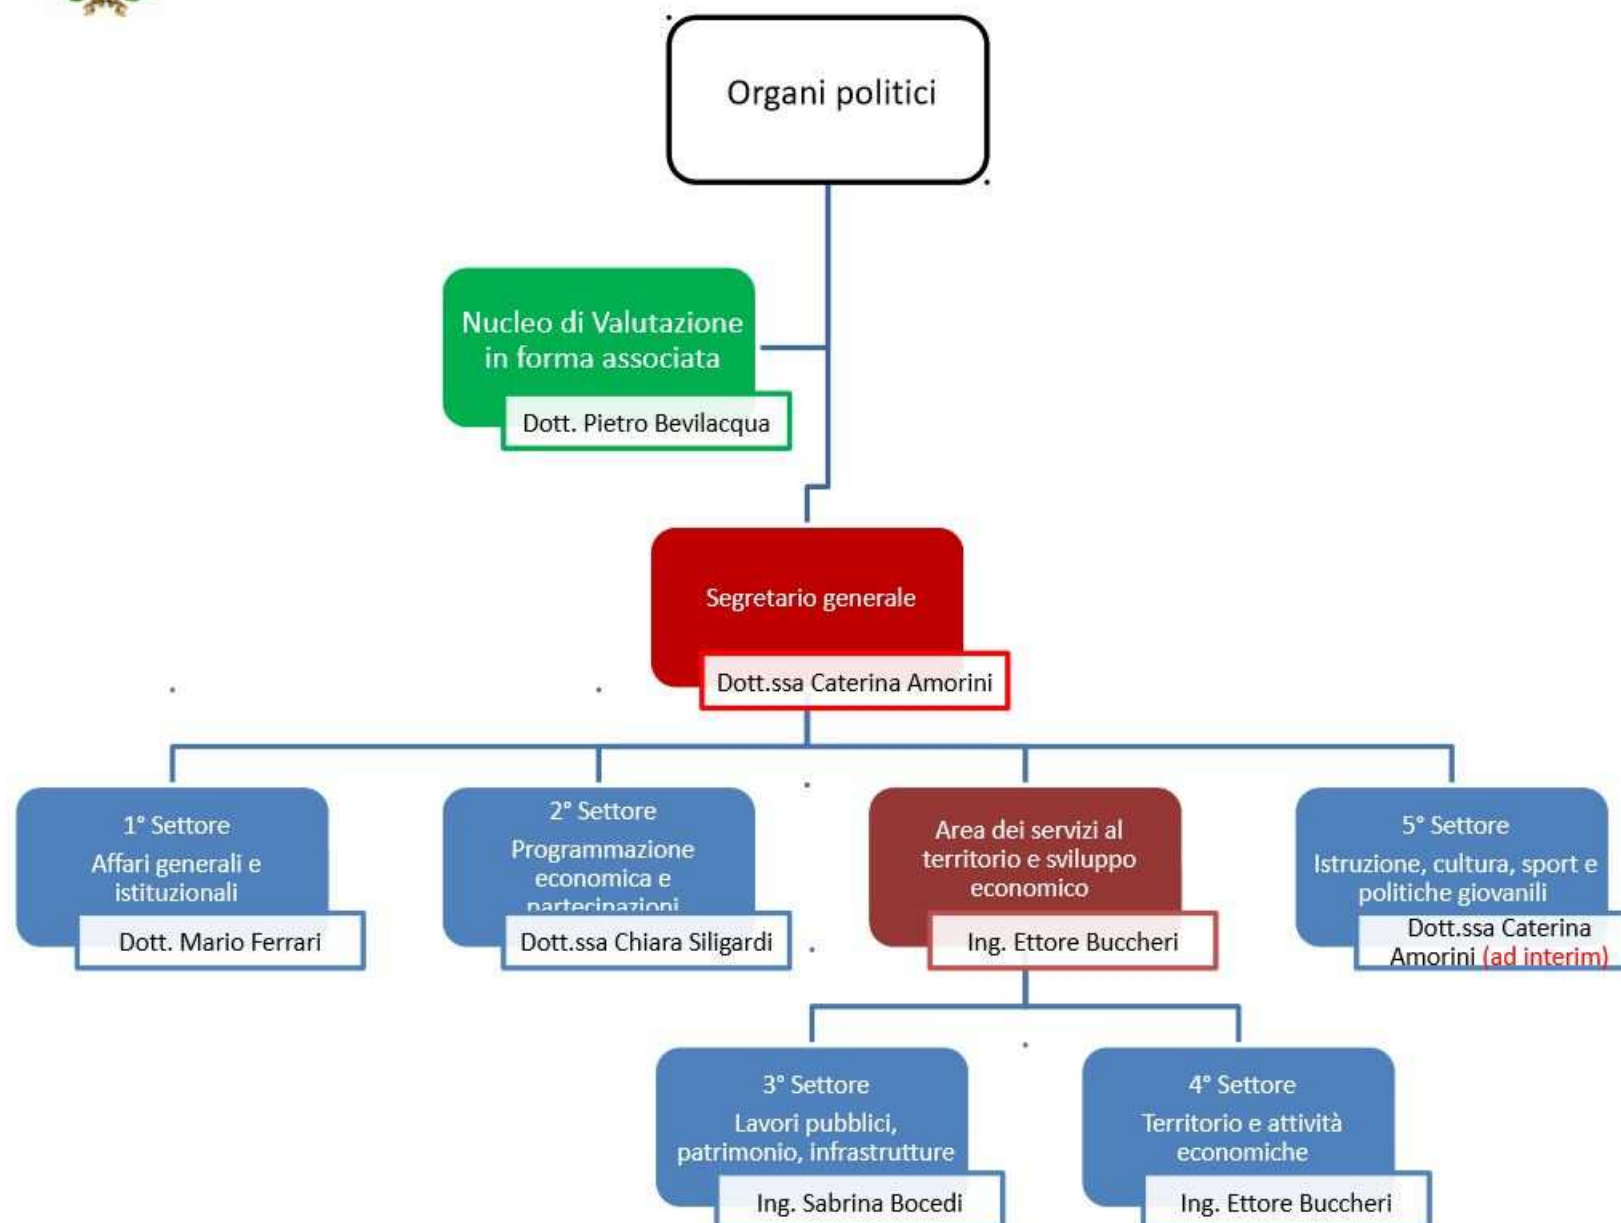 Organi politici
Nucleo di Valutazione
in forma associata
Dott. Pietro Bevilacqua
Segretario generale
Dott.ssa Caterina Amorini
1° Settore
Affari generali e
istituzionali
Dott. Mario Ferrari
2° Settore
Programmazione
economica e
partecipazioni
Dott.ssa Chiara Siligardi
Area dei servizi al
territorio e sviluppo
economico
Ing. Ettore Buccheri
5° Settore
Istruzione, cultura, sport e
politiche giovanili
Dott.ssa Caterina
Amorini (ad interim)
3° Settore
Lavori pubblici,
patrimonio, infrastrutture
Ing. Sabrina Bocedi
4° Settore
Territorio e attività
economiche
Ing. Ettore Buccheri